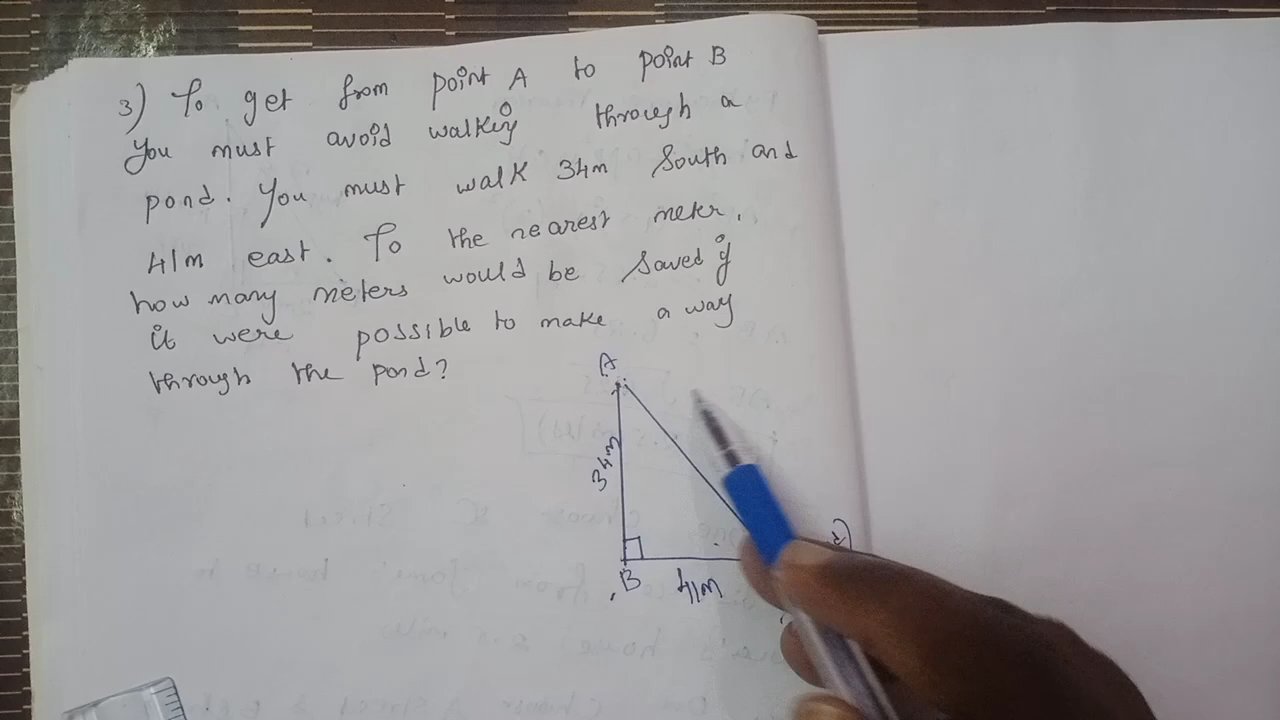 3) To get from point A to point B
You must avoid walking through a
pond. You must walk 34m South and
41m east. To the nearest meter,
how many meters would be saved if
it were possible to make a way
through the pond?
A
34m
B
41m